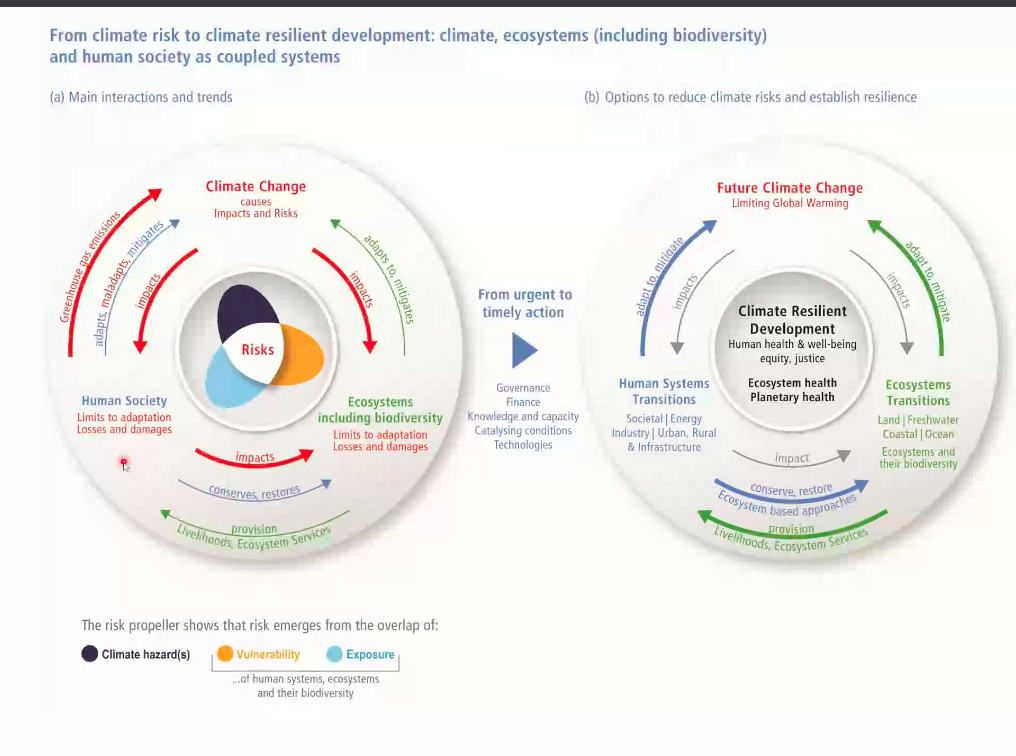 From climate risk to climate resilient development: climate, ecosystems (including biodiversity)
and human society as coupled systems
(a) Main interactions and trends
(b) Options to reduce climate risks and establish resilience
Climate Change
causes
Impacts and Risks
Greenhouse gas emissions
adapts, maladapts, mitigates
impacts
impacts
adapts to, mitigates
Risks
Human Society
Limits to adaptation
Losses and damages
Ecosystems
including biodiversity
Limits to adaptation
Losses and damages
impacts
conserves, restores
provision
Livelihoods, Ecosystem Services
From urgent to
timely action
Governance
Finance
Knowledge and capacity
Catalysing conditions
Technologies
Future Climate Change
Limiting Global Warming
adapt to, mitigate
impacts
impacts
adapt to, mitigate
Climate Resilient
Development
Human health & well-being
equity, justice
Ecosystem health
Planetary health
Human Systems
Transitions
Societal | Energy
Industry | Urban, Rural
& Infrastructure
Ecosystems
Transitions
Land | Freshwater
Coastal | Ocean
Ecosystems and
their biodiversity
impact
conserve, restore
Ecosystem based approaches
provision
Livelihoods, Ecosystem Services
The risk propeller shows that risk emerges from the overlap of:
Climate hazard(s)
Vulnerability
Exposure
...of human systems, ecosystems
and their biodiversity